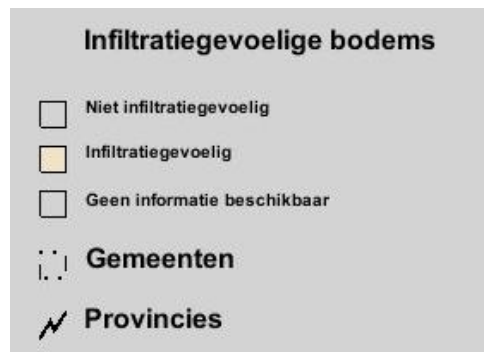 Infiltratiegevoelige bodems
Niet infiltratiegevoelig
Infiltratiegevoelig
Geen informatie beschikbaar
Gemeenten
Provincies